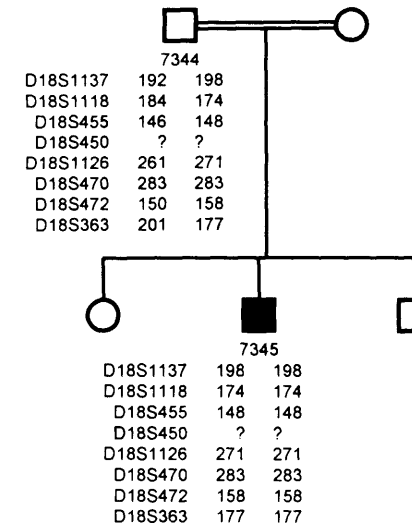 7344
D18S1137 192 198
D18S1118 184 174
D18S455 146 148
D18S450 ? ?
D18S1126 261 271
D18S470 283 283
D18S472 150 158
D18S363 201 177
7345
D18S1137 198 198
D18S1118 174 174
D18S455 148 148
D18S450 ? ?
D18S1126 271 271
D18S470 283 283
D18S472 158 158
D18S363 177 177